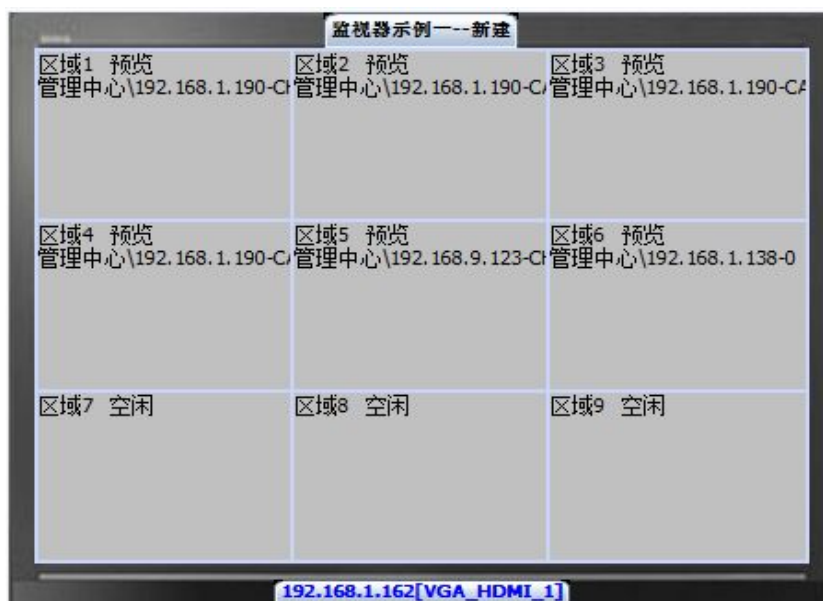 监视器示例一--新建
区域1 预览
管理中心\192.168.1.190-CH
区域2 预览
管理中心\192.168.1.190-CA
区域3 预览
管理中心\192.168.1.190-CA
区域4 预览
管理中心\192.168.1.190-CA
区域5 预览
管理中心\192.168.9.123-CH
区域6 预览
管理中心\192.168.1.138-0
区域7 空闲
区域8 空闲
区域9 空闲
192.168.1.162[VGA_HDMI_1]